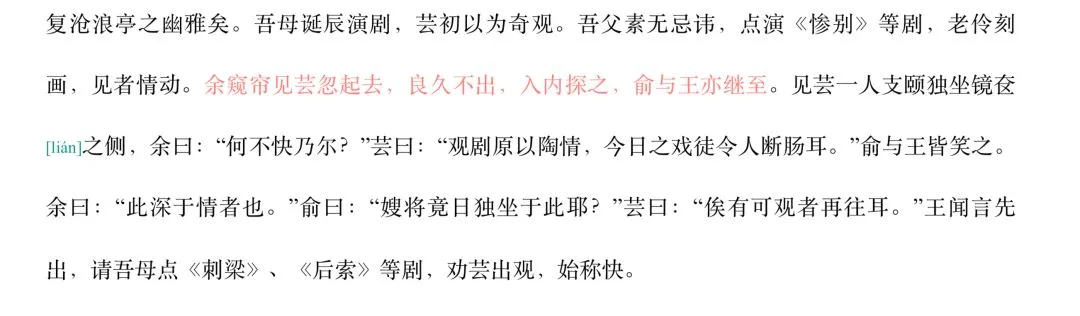 复沧浪亭之幽雅矣。吾母诞辰演剧，芸初以为奇观。吾父素无忌讳，点演《惨别》等剧，老伶刻
画，见者情动。余窥帘见芸忽起去，良久不出，入内探之，俞与王亦继至。见芸一人支颐独坐镜奁
[lián]之侧，余曰：“何不快乃尔？”芸曰：“观剧原以陶情，今日之戏徒令人断肠耳。”俞与王皆笑之。
余曰：“此深于情者也。”俞曰：“嫂将竟日独坐于此耶？”芸曰：“俟有可观者再往耳。”王闻言先
出，请吾母点《刺梁》、《后索》等剧，劝芸出观，始称快。